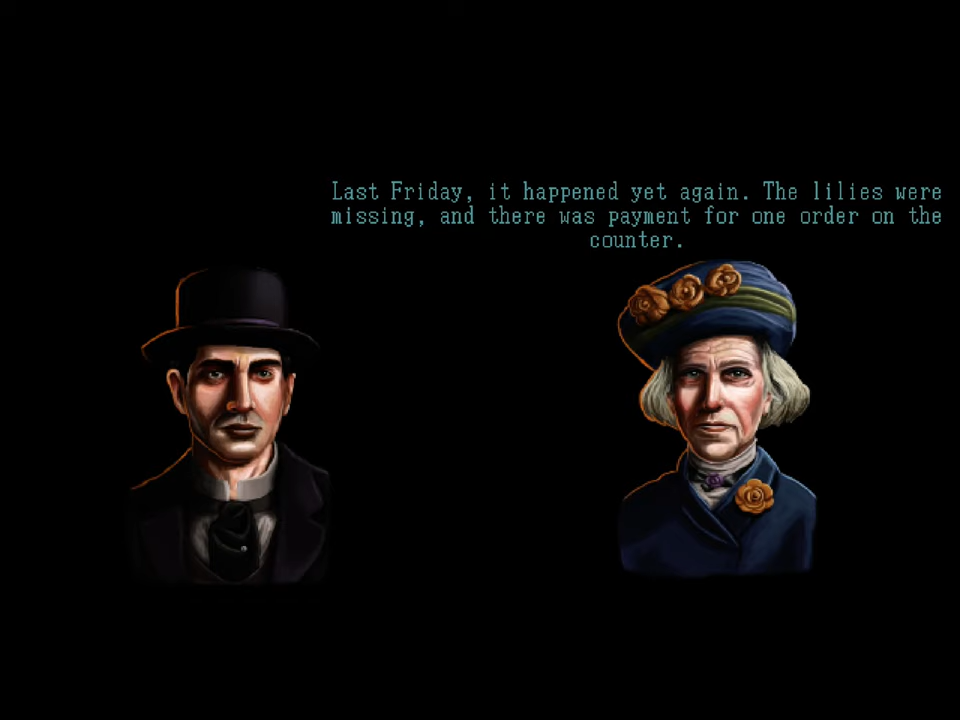 Last Friday, it happened yet again. The lilies were
missing, and there was payment for one order on the
counter.